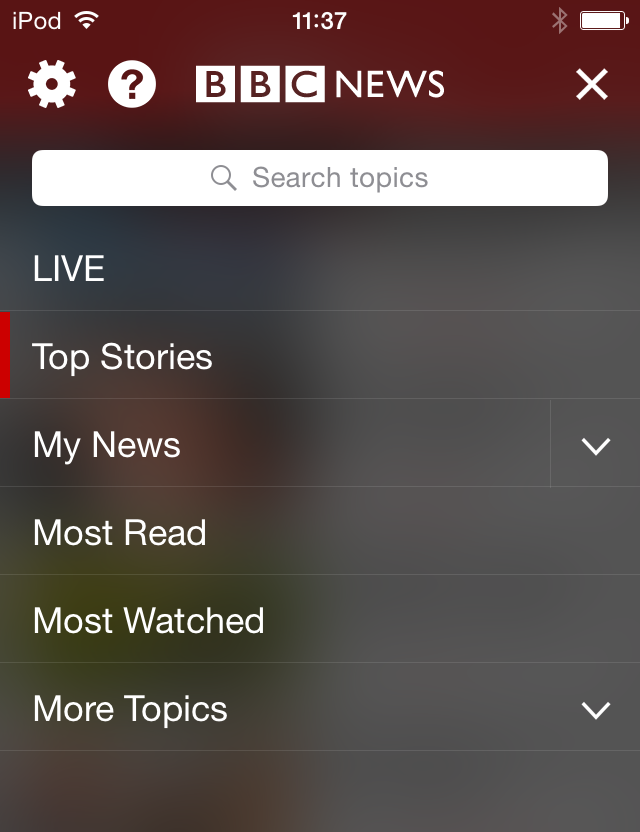 iPod 11:37
? BBC NEWS
Search topics
LIVE
Top Stories
My News
Most Read
Most Watched
More Topics